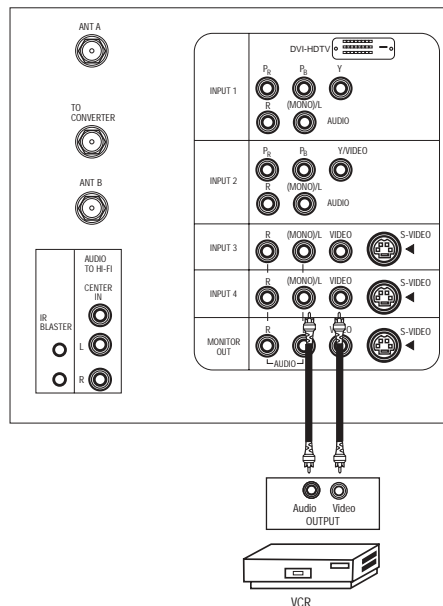 ANT A
TO
CONVERTER
ANT B
AUDIO
TO HI-FI
CENTER
IN
IR
BLASTER
L
R
DVI-HDTV
INPUT 1
PR PB Y
R (MONO)/L AUDIO
INPUT 2
PR PB Y/VIDEO
R (MONO)/L AUDIO
INPUT 3
R (MONO)/L VIDEO S-VIDEO
INPUT 4
R (MONO)/L VIDEO S-VIDEO
MONITOR
OUT
R VIDEO S-VIDEO
AUDIO
Audio Video
OUTPUT
VCR